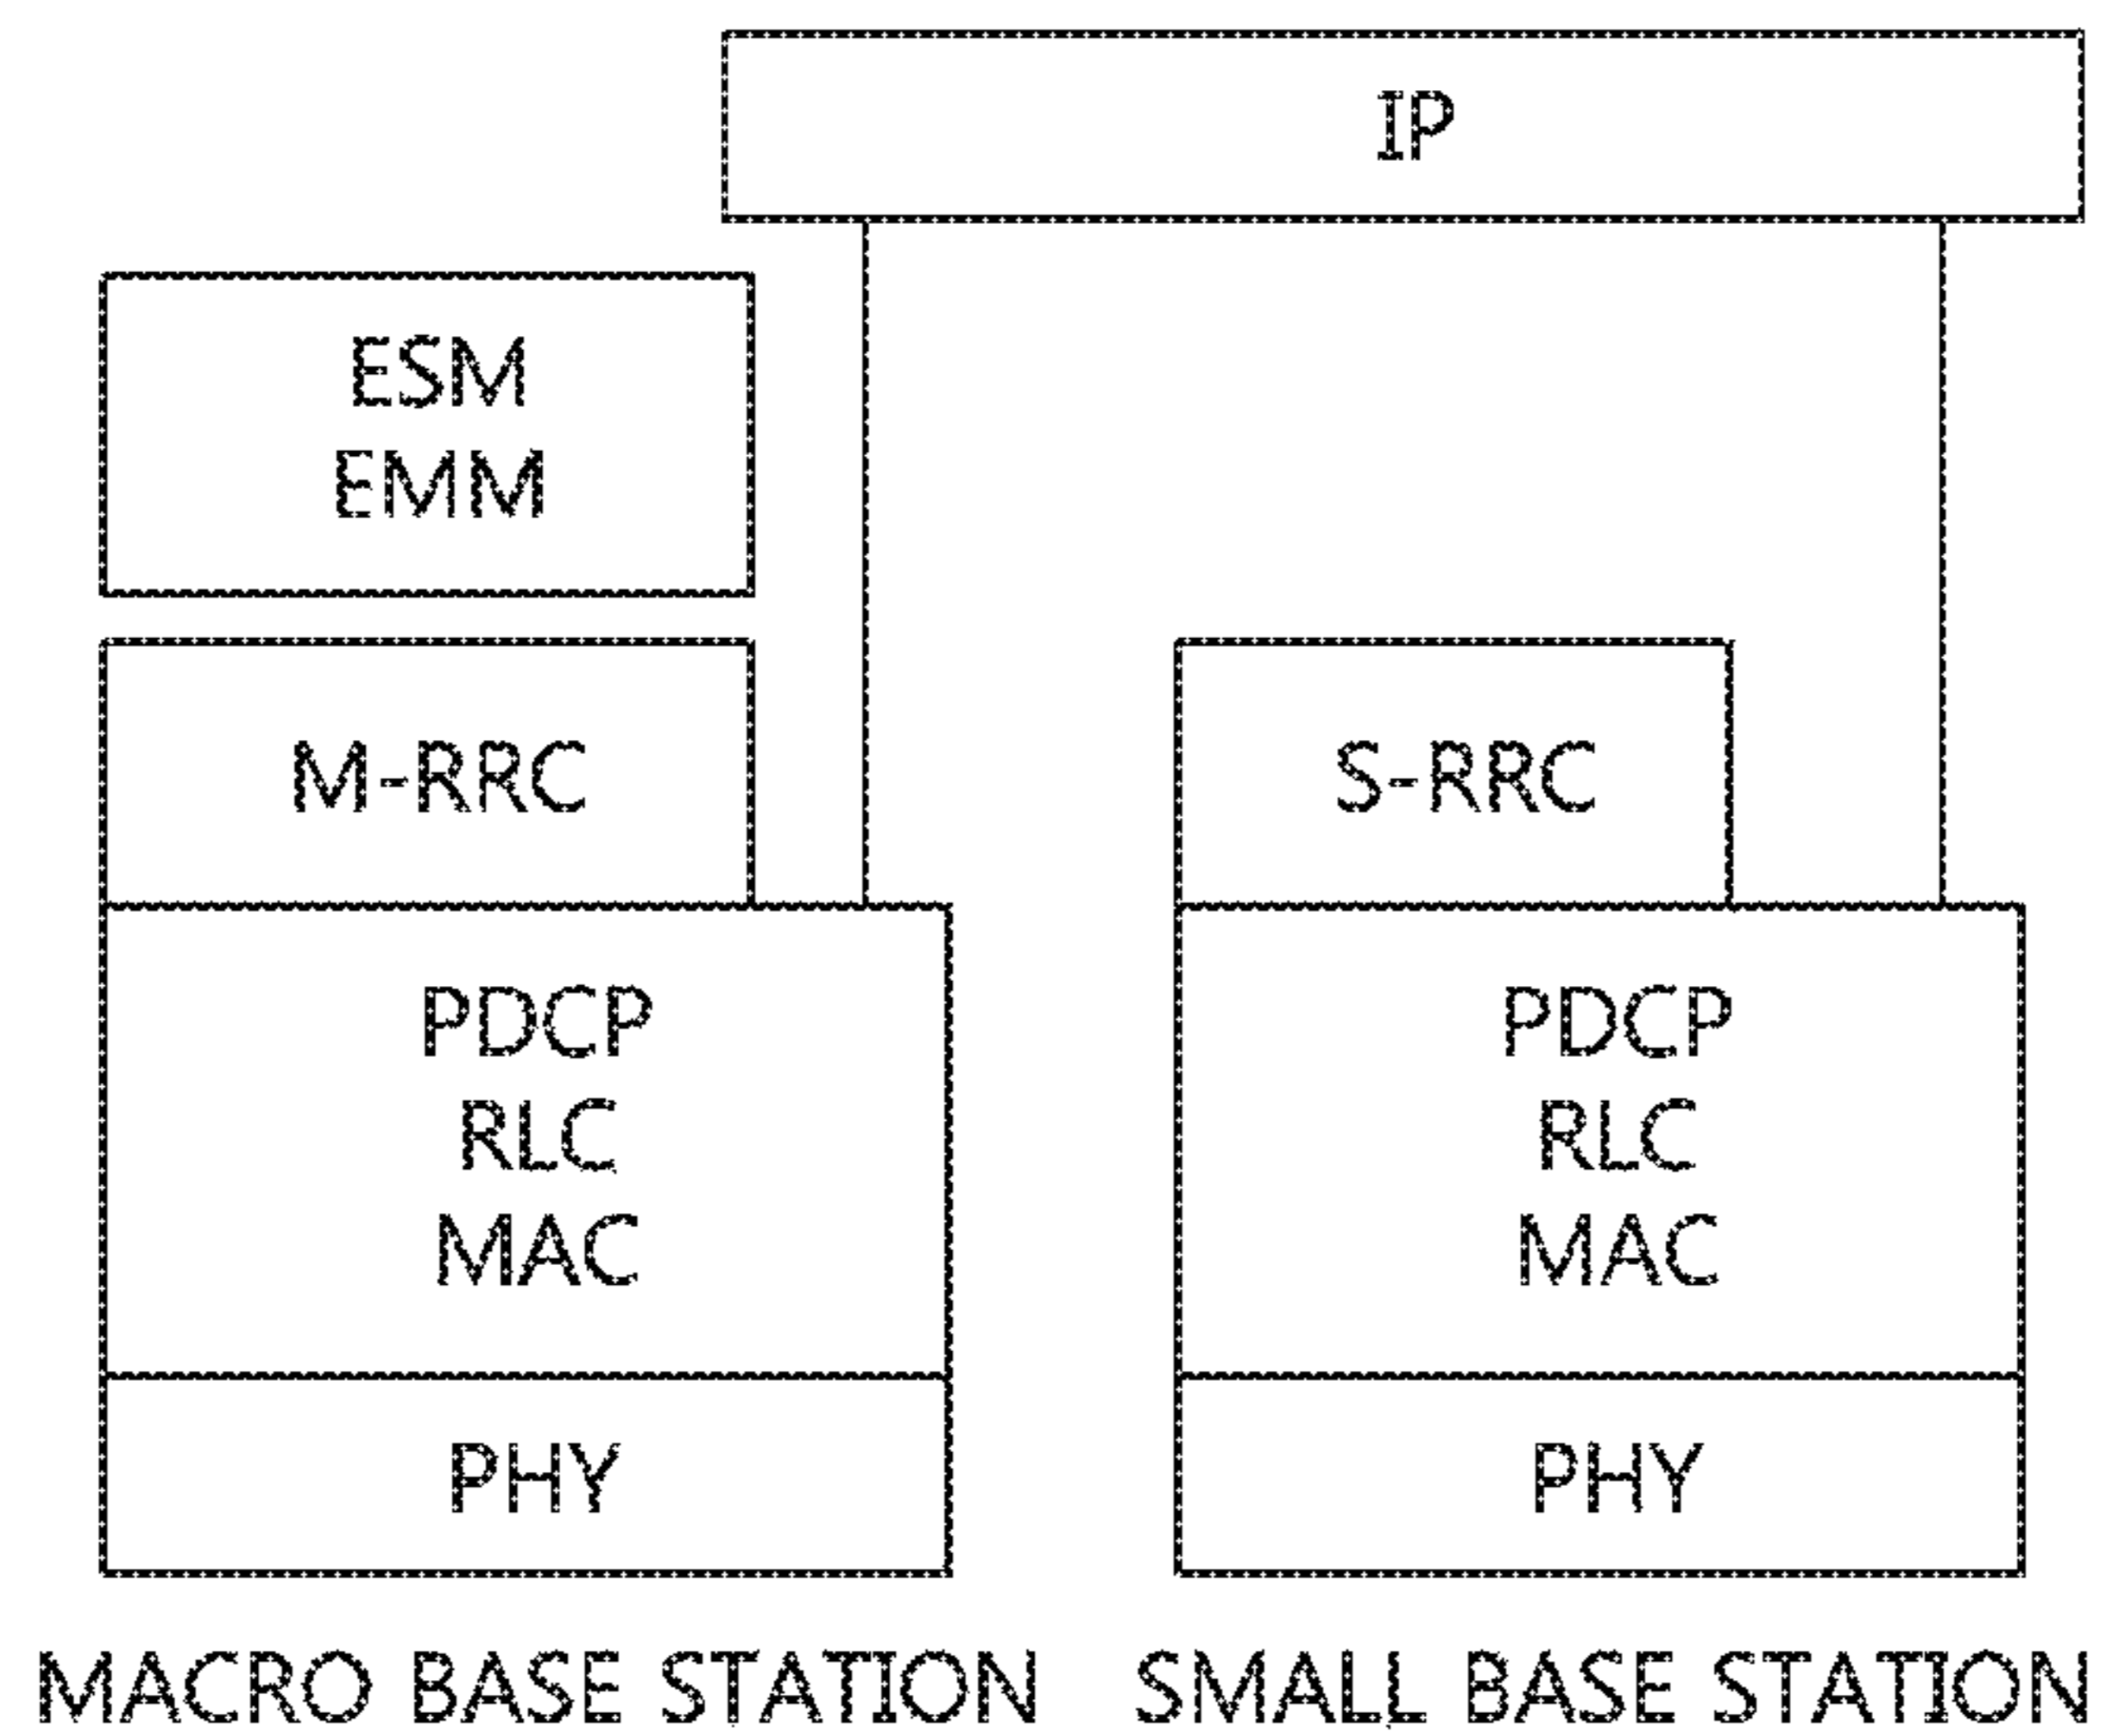 IP
ESM
EMM
M-RRC
S-RRC
PDCP
RLC
MAC
PDCP
RLC
MAC
PHY
PHY
MACRO BASE STATION
SMALL BASE STATION